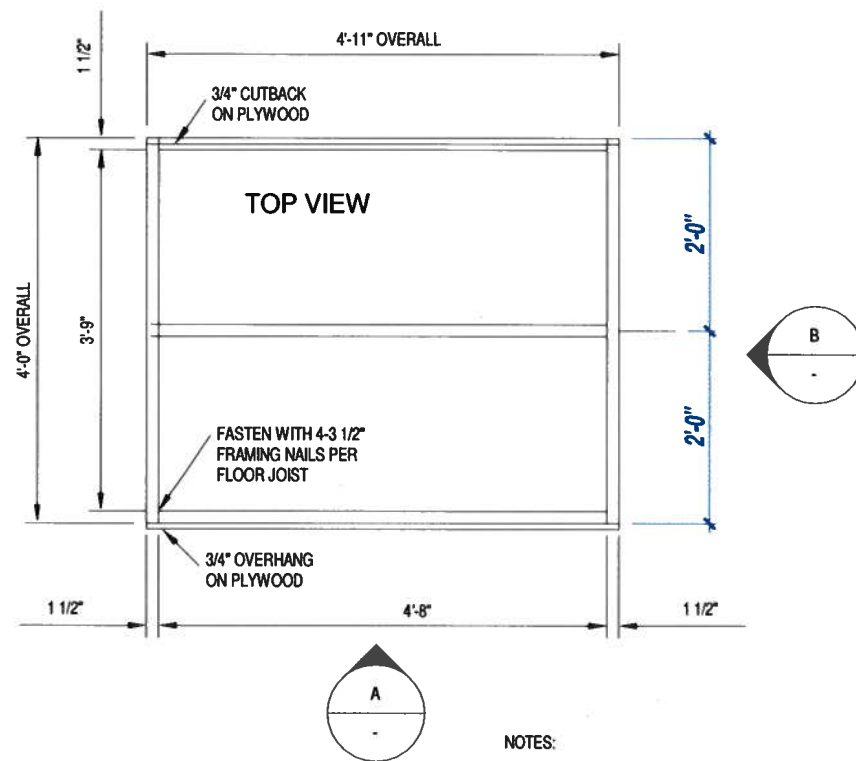 4'-11" OVERALL
1 1/2"
3/4" CUTBACK
ON PLYWOOD
TOP VIEW
2'-0"
4'-0" OVERALL
3'-9"
B
-
2'-0"
FASTEN WITH 4-3 1/2"
FRAMING NAILS PER
FLOOR JOIST
3/4" OVERHANG
ON PLYWOOD
1 1/2"
4'-8"
1 1/2"
A
-
NOTES: